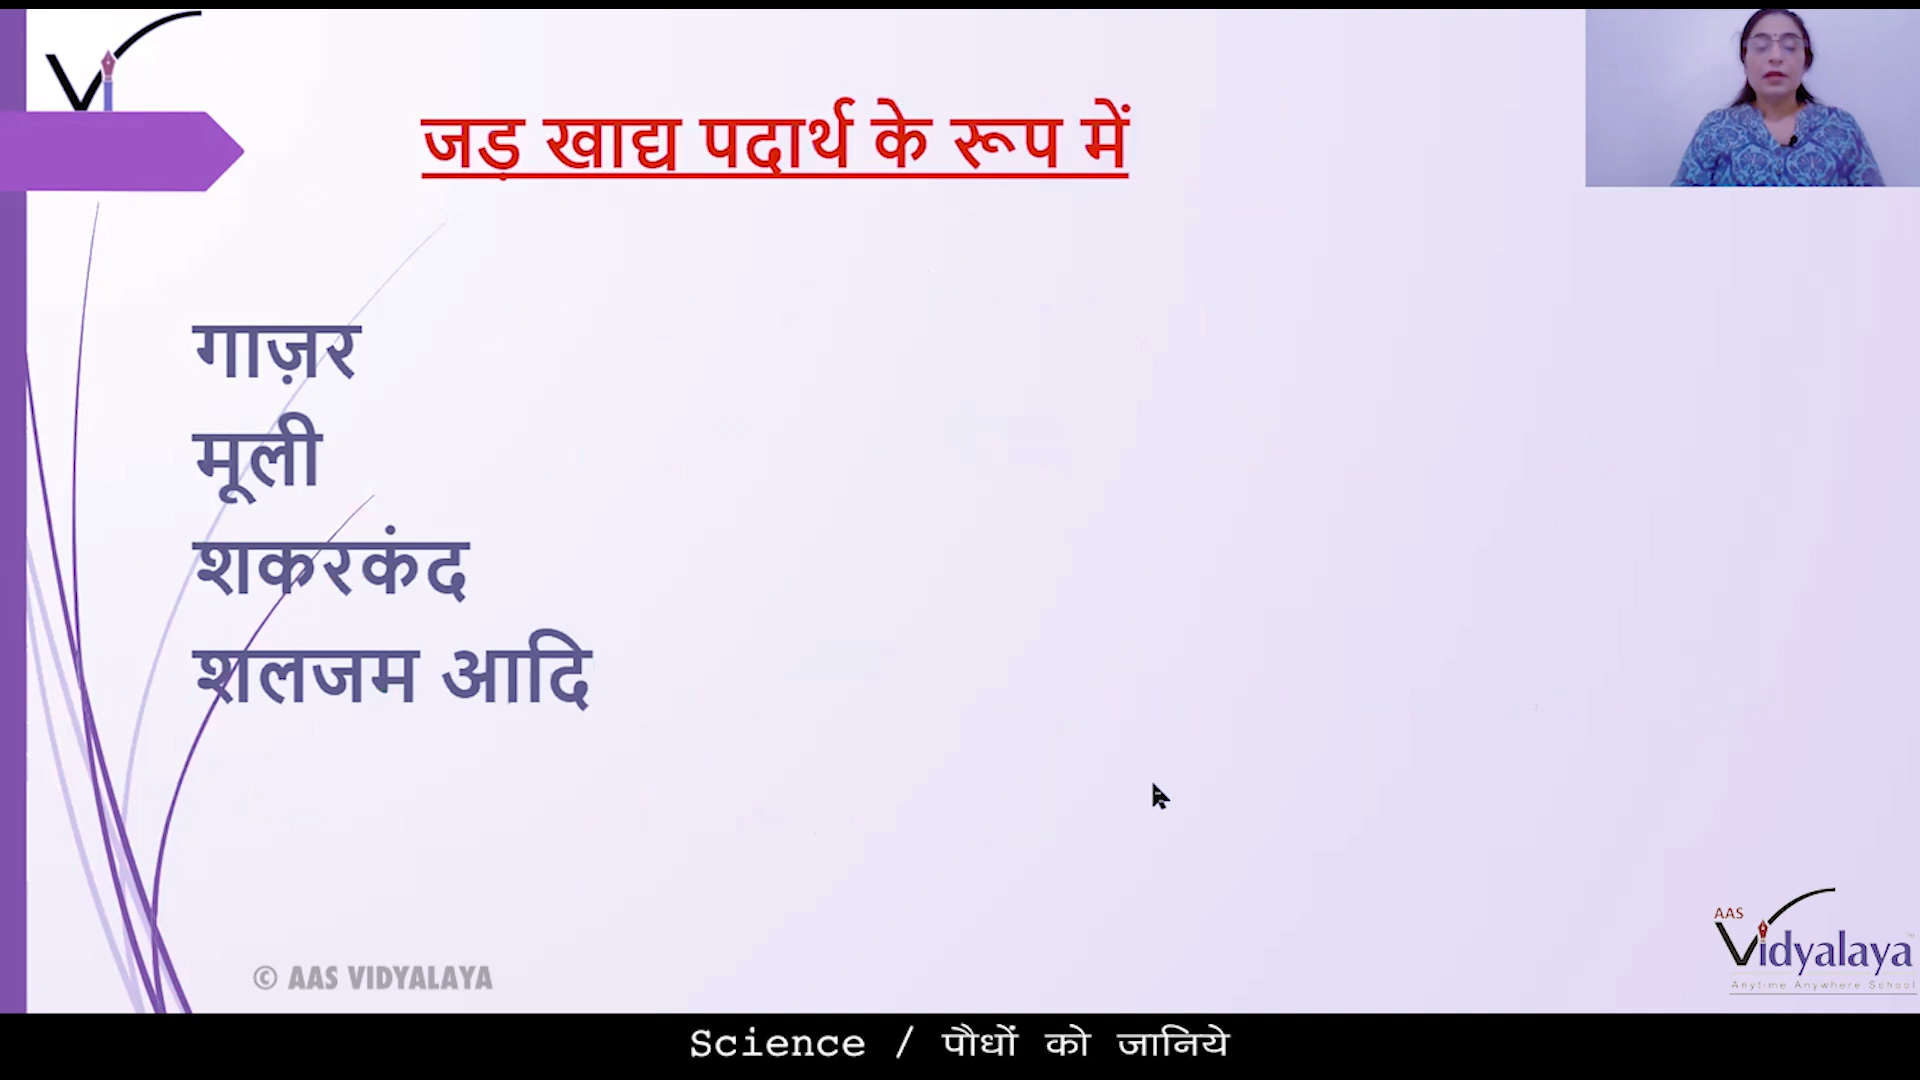 जड़ खाद्य पदार्थ के रूप में
गाज़र
मूली
शकरकंद
शलजम आदि
© AAS VIDYALAYA
AAS
Vidyalaya
Anytime Anywhere School
Science / पौधों को जानिये